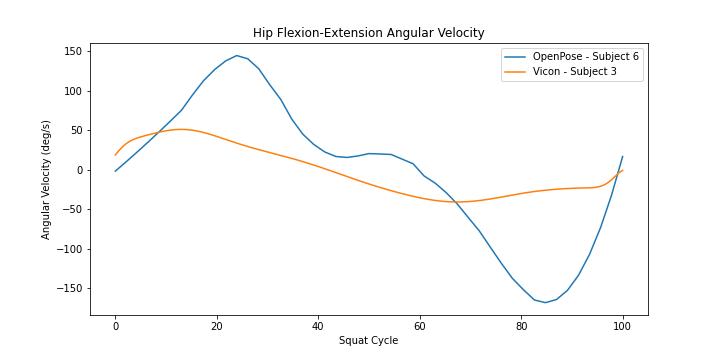 Hip Flexion-Extension Angular Velocity
OpenPose - Subject 6
Vicon - Subject 3
Angular Velocity (deg/s)
150
100
50
0
−50
−100
−150
0 20 40 60 80 100
Squat Cycle